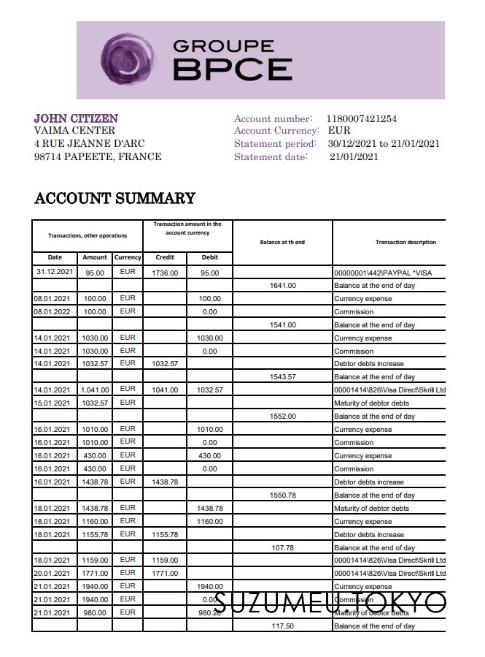 GROUPE
BPCE
JOHN CITIZEN
VAIMA CENTER
4 RUE JEANNE D'ARC
98714 PAPEETE, FRANCE
Account number: 1180007421254
Account Currency: EUR
Statement period: 30/12/2021 to 21/01/2021
Statement date: 21/01/2021
ACCOUNT SUMMARY
Transactions, other operations
Transaction amount in the account currency
Balance at th end
Transaction description
Date Amount Currency Credit Debit
31.12.2021 95.00 EUR 1736.00 95.00 00000001\442\PAYPAL *VISA
1641.00 Balance at the end of day
08.01.2021 100.00 EUR 100.00 Currency expense
08.01.2022 100.00 EUR 0.00 Commission
1541.00 Balance at the end of day
14.01.2021 1030.00 EUR 1030.00 Currency expense
14.01.2021 1030.00 EUR 0.00 Commission
14.01.2021 1032.57 EUR 1032.57 Debtor debts increase
1543.57 Balance at the end of day
14.01.2021 1 041.00 EUR 1041.00 1032.57 00001414\826\Visa Direct\Skrill Ltd
15.01.2021 1032.57 EUR Maturity of debtor debts
1552.00 Balance at the end of day
16.01.2021 1010.00 EUR 1010.00 Currency expense
16.01.2021 1010.00 EUR 0.00 Commission
16.01.2021 430.00 EUR 430.00 Currency expense
16.01.2021 430.00 EUR 0.00 Commission
16.01.2021 1438.78 EUR 1438.78 Debtor debts increase
1550.78 Balance at the end of day
18.01.2021 1438.78 EUR 1438.78 Maturity of debtor debts
18.01.2021 1160.00 EUR 1160.00 Currency expense
18.01.2021 1155.78 EUR 1155.78 Debtor debts increase
107.78 Balance at the end of day
18.01.2021 1159.00 EUR 1159.00 00001414\826\Visa Direct\Skrill Ltd
20.01.2021 1771.00 EUR 1771.00 00001414\826\Visa Direct\Skrill Ltd
21.01.2021 1940.00 EUR 1940.00 Currency expense
21.01.2021 1940.00 EUR 0.00 Commission
SUZUMEU.TOKYO
21.01.2021 980.00 EUR 980.28 Maturity of debtor debts
117.50 Balance at the end of day